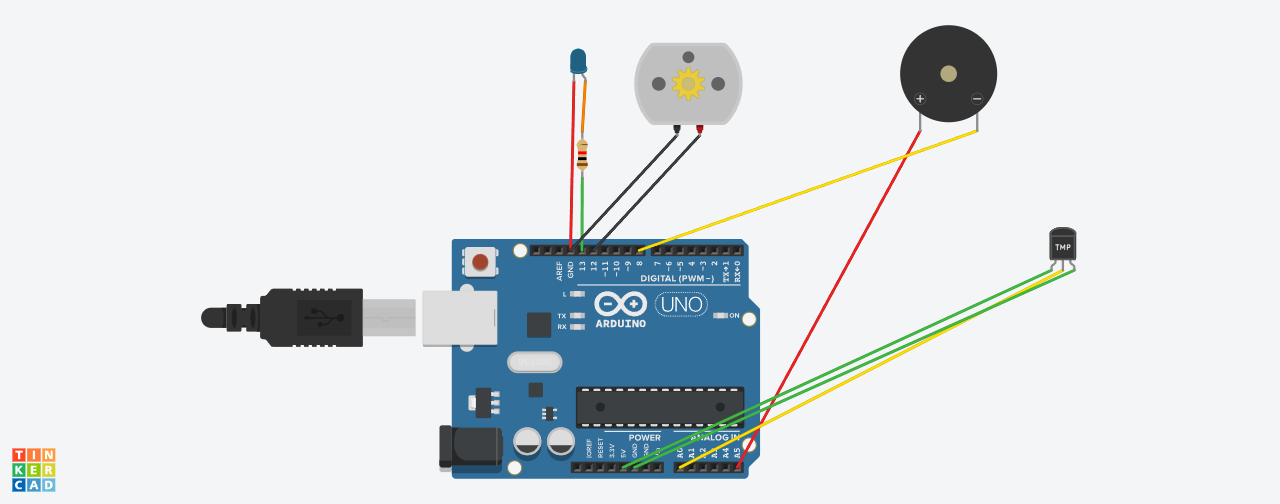 +
−
TMP
AREF
GND
13
12
~11
~10
~9
8
7
~6
~5
4
~3
2
TX→1
RX←0
DIGITAL (PWM~)
L
TX
RX
ARDUINO
UNO
ON
POWER
ANALOG IN
IOREF
RESET
3.3V
5V
GND
GND
A0
A1
A2
A4
A5
TIN
KER
CAD